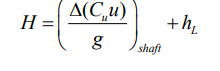 H = (Δ(C_u u) / g)_shaft + h_L